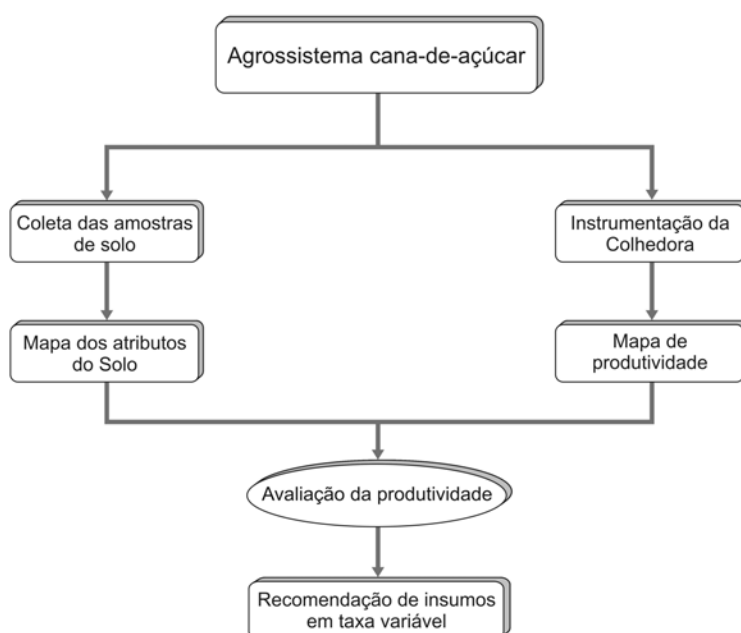 Agrossistema cana-de-açúcar
Coleta das amostras
de solo
Instrumentação da
Colhedora
Mapa dos atributos
do Solo
Mapa de
produtividade
Avaliação da produtividade
Recomendação de insumos
em taxa variável